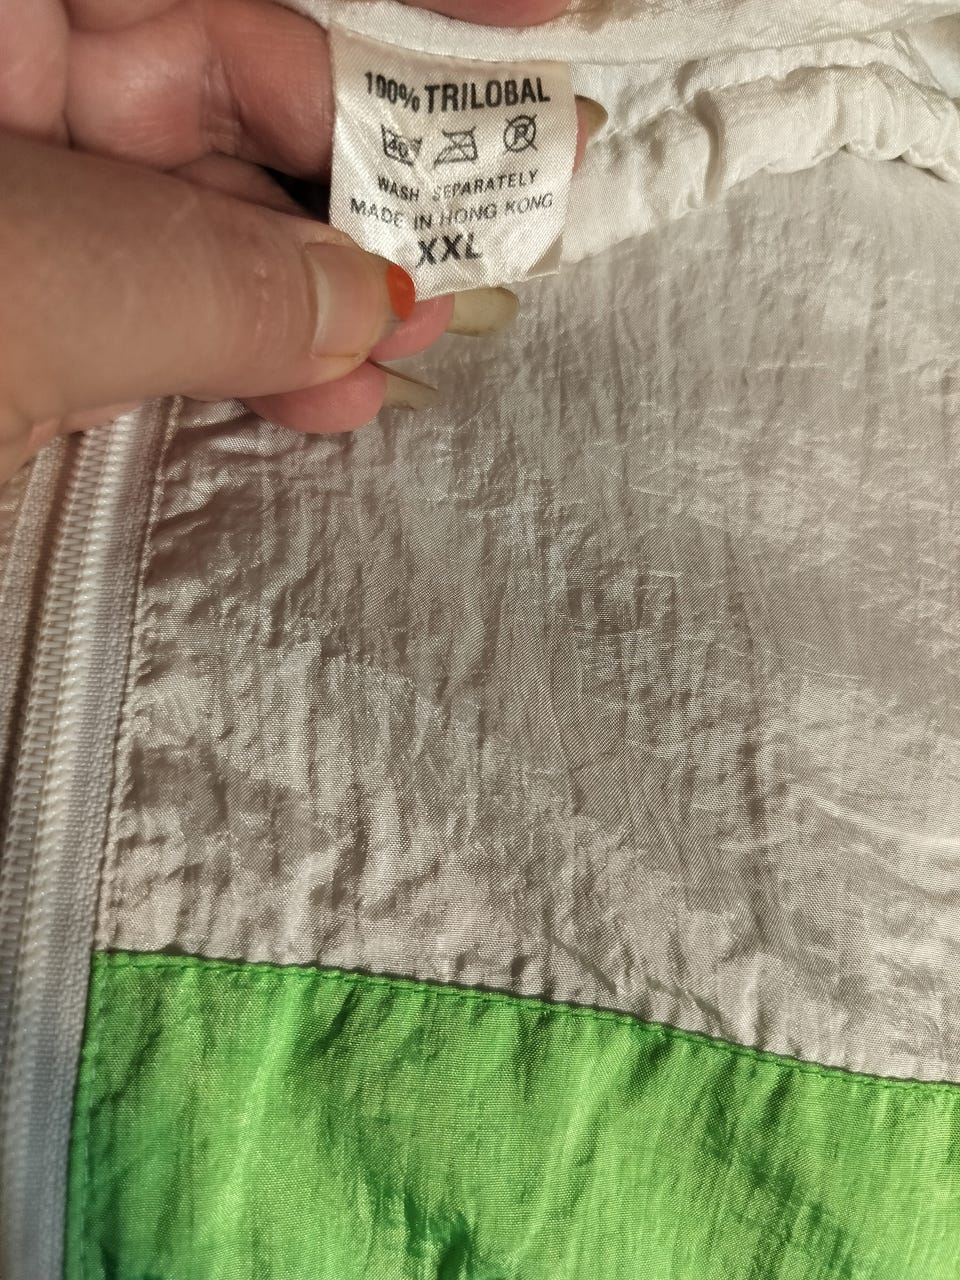 100% TRILOBAL
40° R
WASH SEPARATELY
MADE IN HONG KONG
XXL